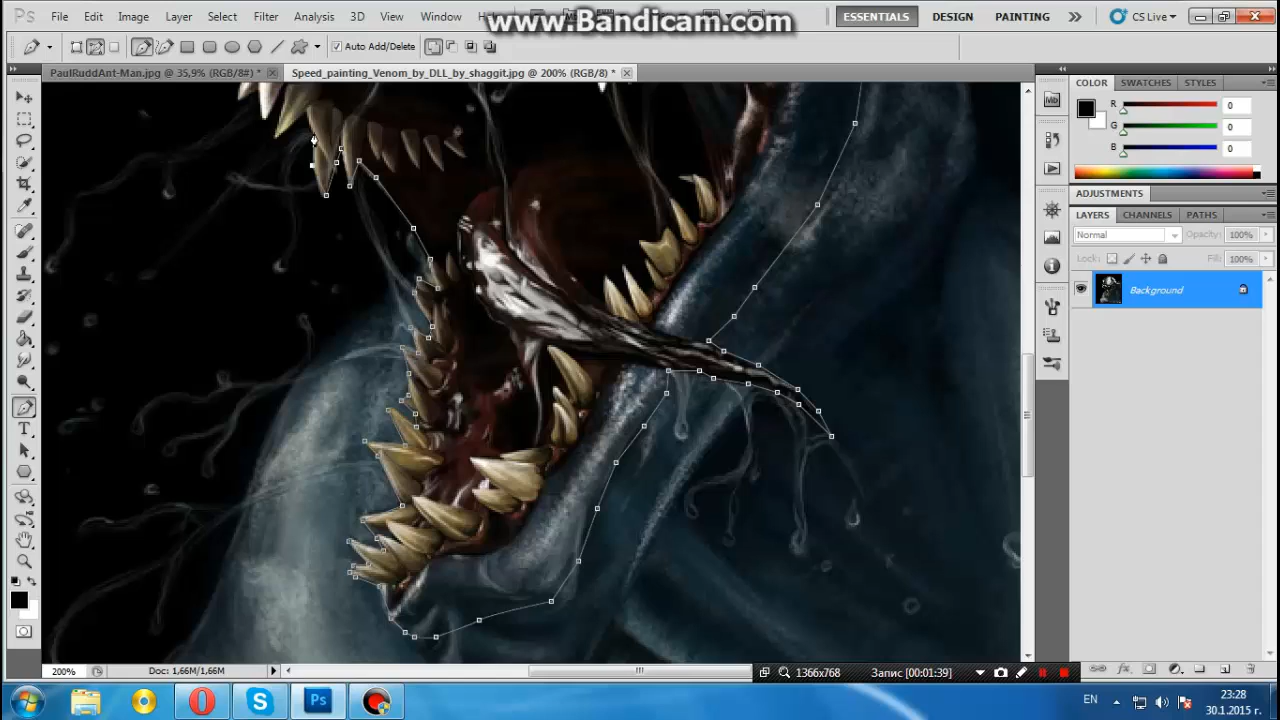 www.Bandicam.com
Ps File Edit Image Layer Select Filter Analysis 3D View Window
ESSENTIALS DESIGN PAINTING CS Live
Auto Add/Delete
PaulRuddAnt-Man.jpg @ 35,9% (RGB/8#) *
Speed_painting_Venom_by_DLL_by_shaggit.jpg @ 200% (RGB/8) *
COLOR SWATCHES STYLES
R 0
G 0
B 0
ADJUSTMENTS
LAYERS CHANNELS PATHS
Normal Opacity: 100%
Lock: Fill: 100%
Background
Mb
200% Doc: 1,66M/1,66M
1366x768 Запис [00:01:39]
Ps
EN 23:28
30.1.2015 г.